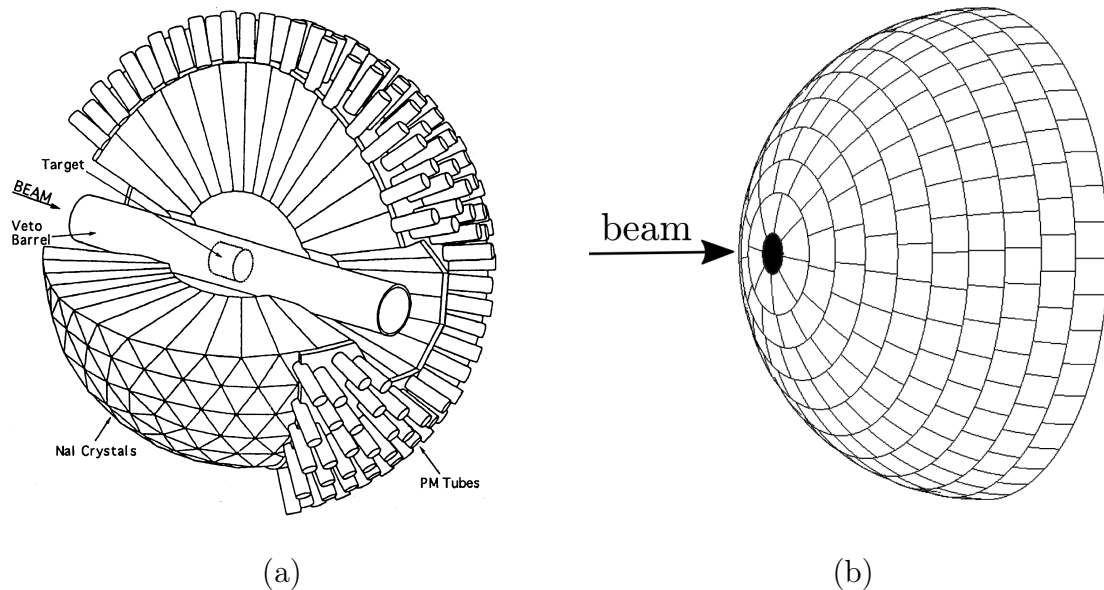 Target
BEAM
Veto
Barrel
NaI Crystals
PM Tubes
beam
(a)
(b)